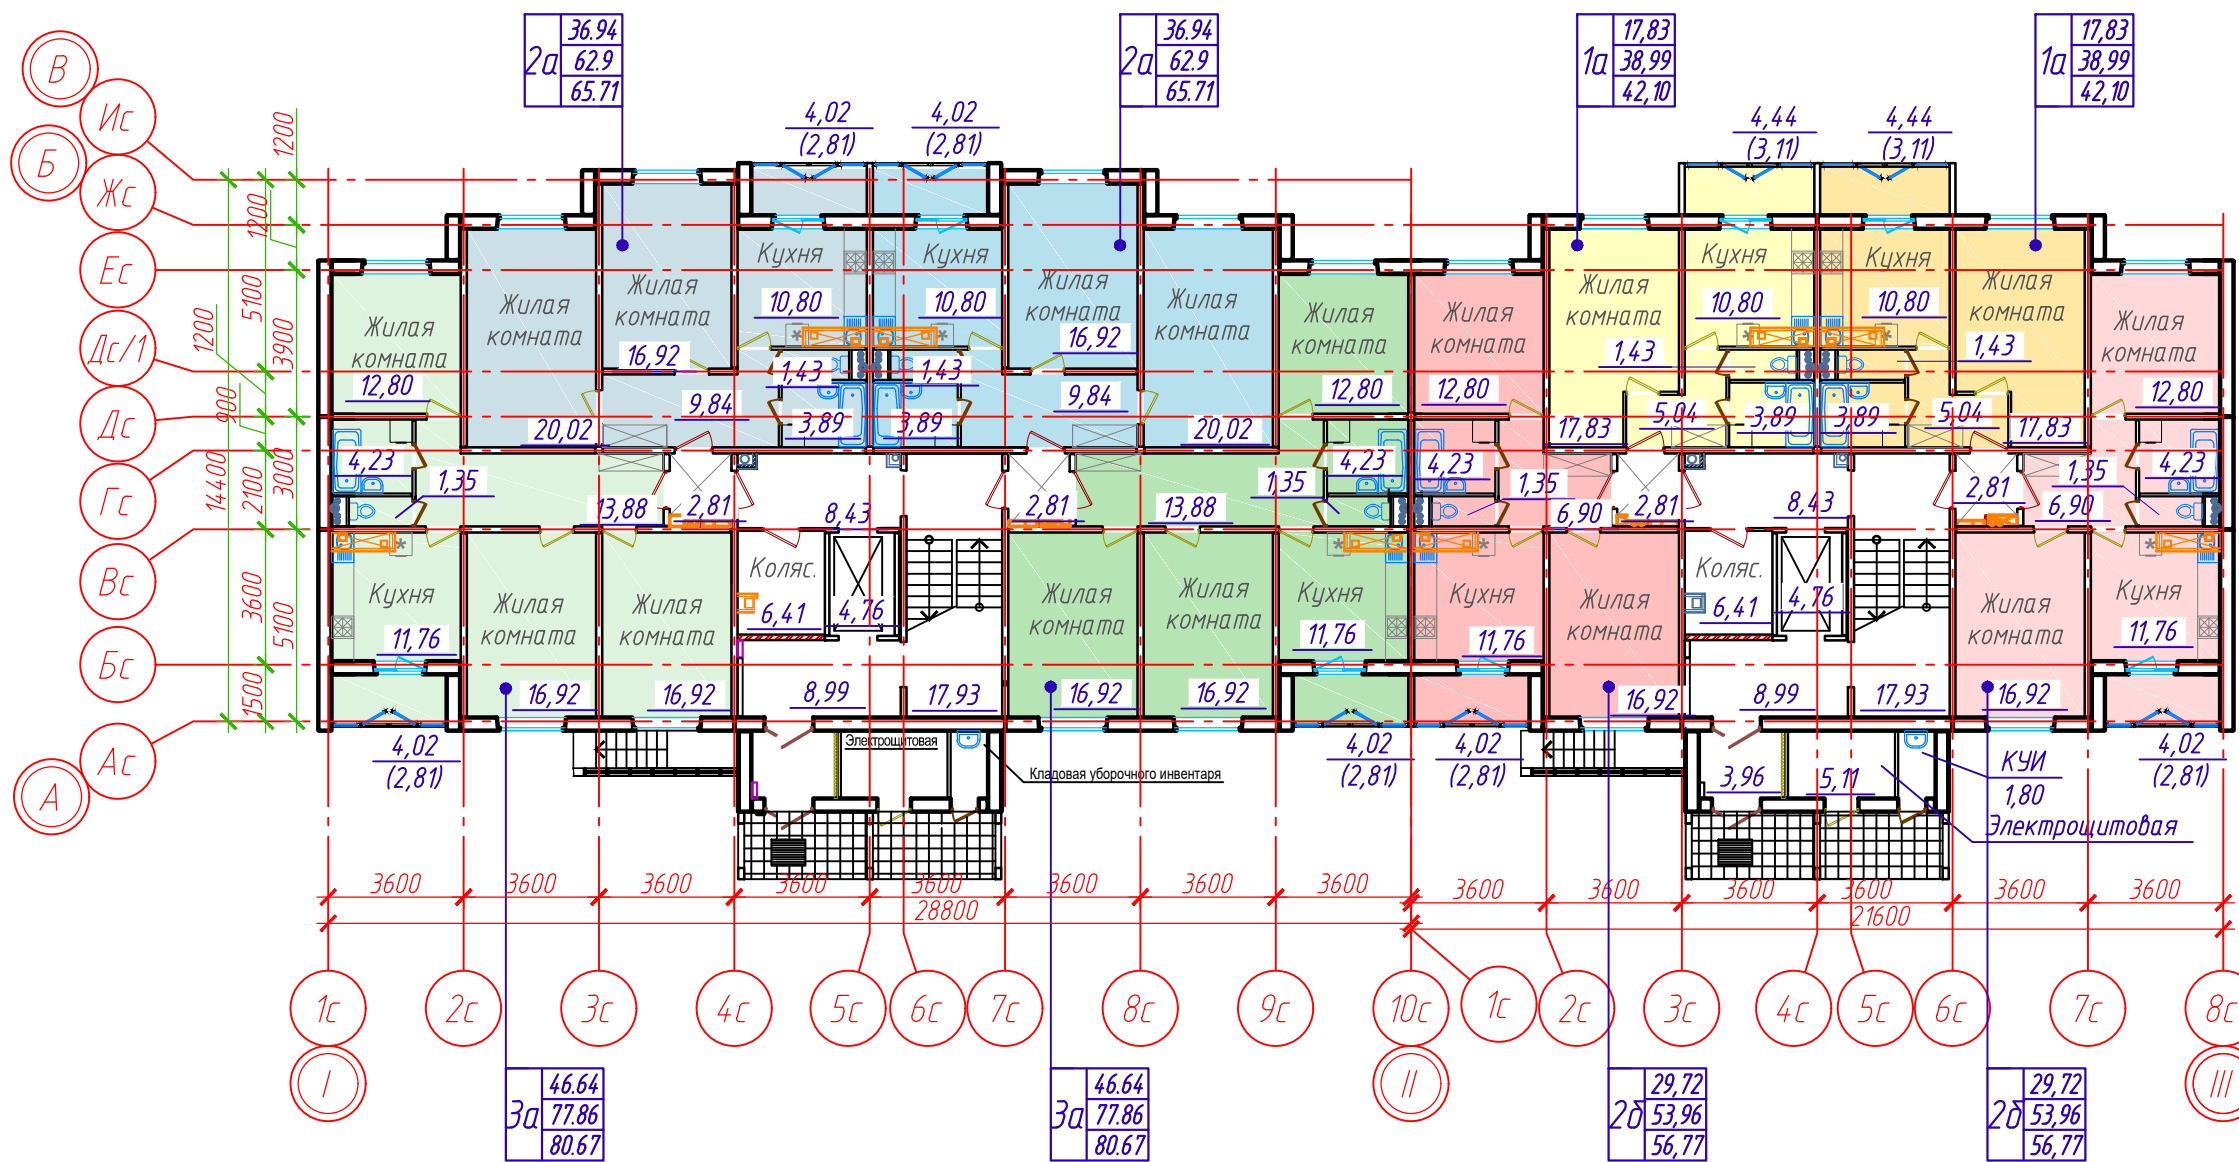 2а
36.94
62.9
65.71
2а
36.94
62.9
65.71
1а
17,83
38,99
42,10
1а
17,83
38,99
42,10
В
Ис
Б
Жс
Ес
Дс/1
Дс
Гс
Вс
Бс
Ас
А
1200
1200
5100
1200
3900
900
14400
2100
3000
3600
5100
1500
4,02
(2,81)
4,02
(2,81)
4,44
(3,11)
4,44
(3,11)
Жилая
комната
12.80
Жилая
комната
20.02
Жилая
комната
16,92
Кухня
10,80
Кухня
10,80
Жилая
комната
16,92
Жилая
комната
20.02
Жилая
комната
12.80
Жилая
комната
12.80
Жилая
комната
17.83
Кухня
10,80
Кухня
10,80
Жилая
комната
17.83
Жилая
комната
12.80
1,43
3,89
9,84
1,43
3,89
9,84
1,43
5,04
3,89
1,43
3,89
5,04
4,23
1,35
13,88
2,81
8,43
2,81
13,88
1,35
4,23
4,23
1,35
6,90
2,81
8,43
2,81
6,90
1,35
4,23
Кухня
11,76
Жилая
комната
16,92
Жилая
комната
16,92
Коляс.
6,41
4,76
8,99
17,93
Жилая
комната
16,92
Жилая
комната
16,92
Кухня
11,76
Кухня
11,76
Жилая
комната
16,92
Коляс.
6,41
4,76
8,99
17,93
Жилая
комната
16,92
Кухня
11,76
4,02
(2,81)
Электрощитовая
Кладовая уборочного инвентаря
4,02
(2,81)
4,02
(2,81)
3,96
5,11
КУИ
1,80
Электрощитовая
4,02
(2,81)
3600
3600
3600
3600
3600
3600
3600
3600
3600
3600
3600
3600
3600
3600
28800
21600
1с
2с
3с
4с
5с
6с
7с
8с
9с
10с
1с
2с
3с
4с
5с
6с
7с
8с
I
II
III
3а
46.64
77.86
80.67
3а
46.64
77.86
80.67
2б
29,72
53,96
56,77
2б
29,72
53,96
56,77